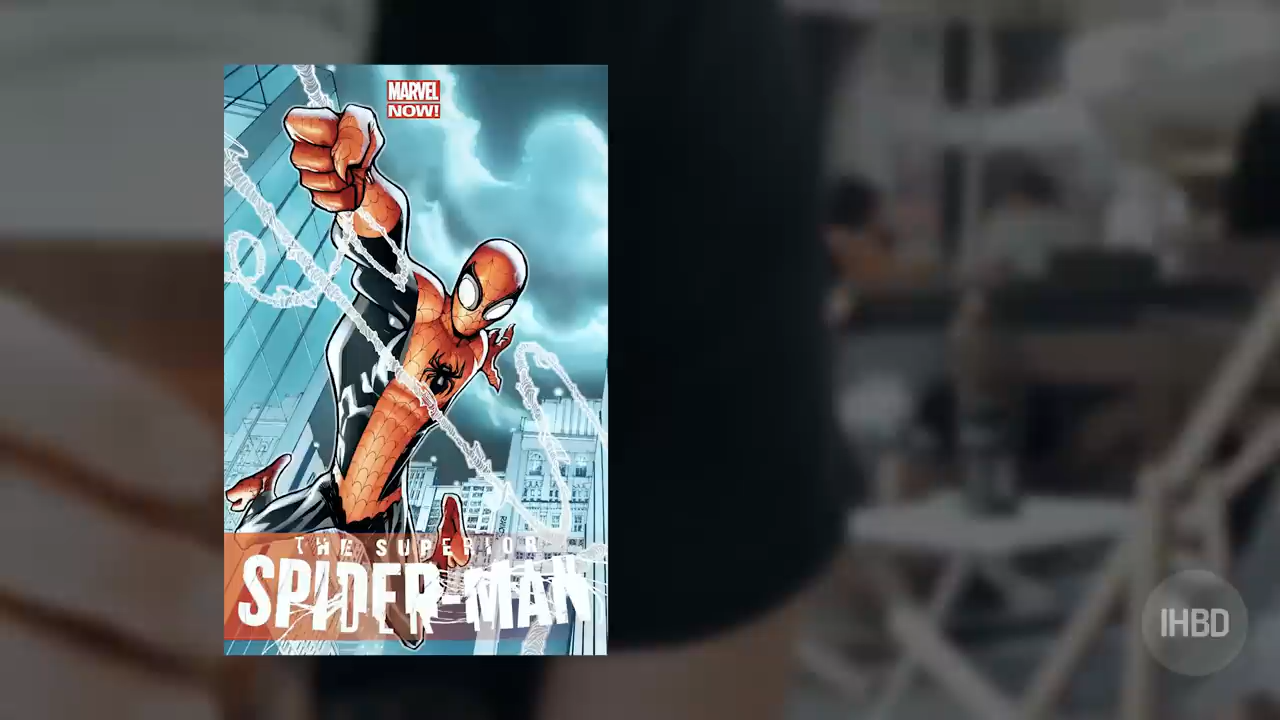 MARVEL
NOW!
THE SUPERIOR
SPIDER-MAN
IHBD